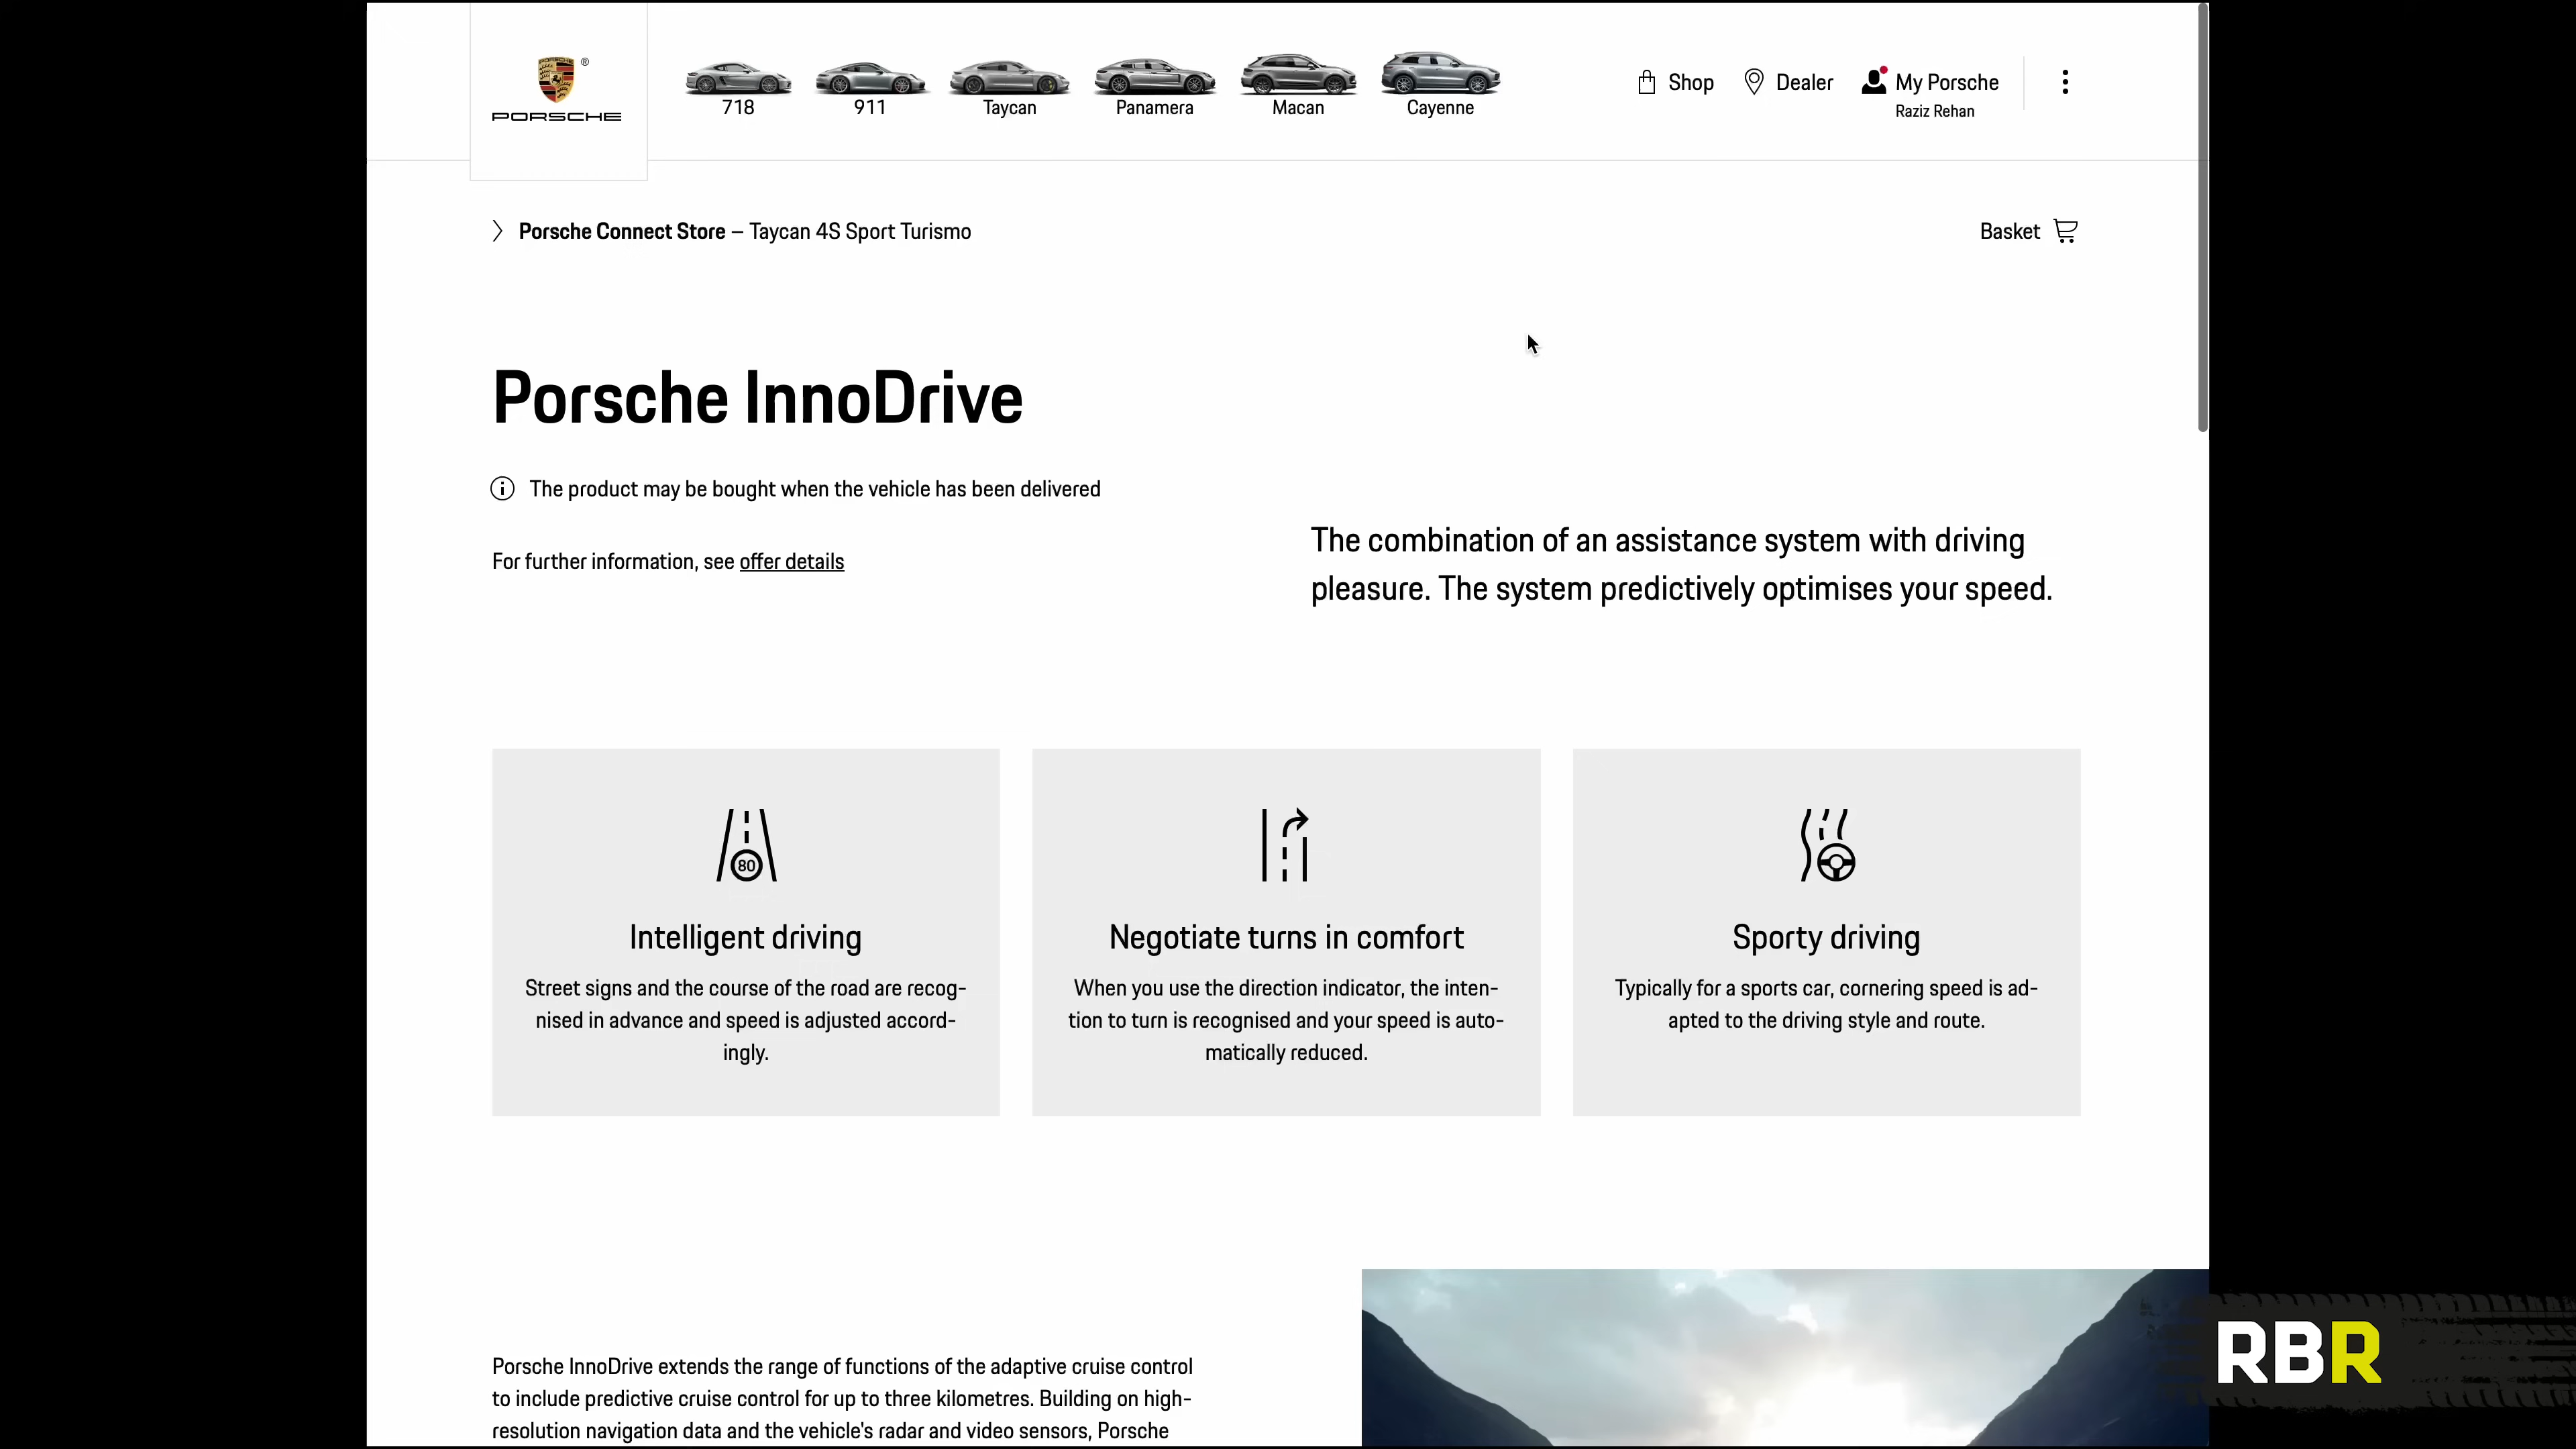 PORSCHE ®
PORSCHE
718
911
Taycan
Panamera
Macan
Cayenne
Shop
Dealer
My Porsche
Raziz Rehan
Porsche Connect Store – Taycan 4S Sport Turismo
Basket
Porsche InnoDrive
The product may be bought when the vehicle has been delivered
For further information, see offer details
The combination of an assistance system with driving
pleasure. The system predictively optimises your speed.
80
Intelligent driving
Street signs and the course of the road are recog-
nised in advance and speed is adjusted accord-
ingly.
Negotiate turns in comfort
When you use the direction indicator, the inten-
tion to turn is recognised and your speed is auto-
matically reduced.
Sporty driving
Typically for a sports car, cornering speed is ad-
apted to the driving style and route.
Porsche InnoDrive extends the range of functions of the adaptive cruise control
to include predictive cruise control for up to three kilometres. Building on high-
resolution navigation data and the vehicle's radar and video sensors, Porsche
RBR